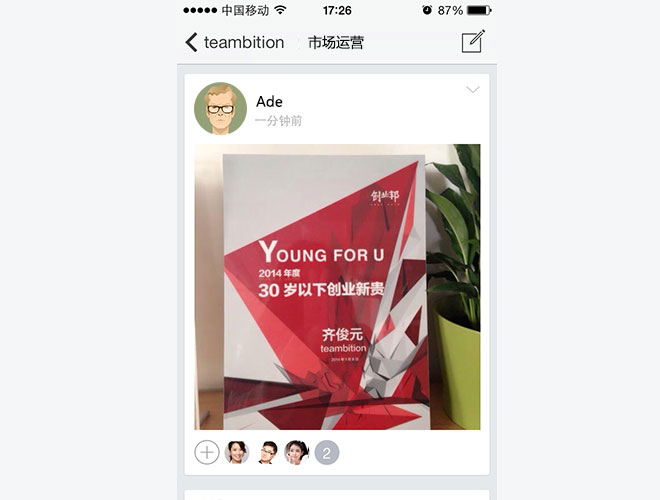 中国移动
17:26
87%
teambition
市场运营
Ade
一分钟前
创业邦
YOUNG FOR U
2014 年度
30 岁以下创业新贵
齐俊元
teambition
2